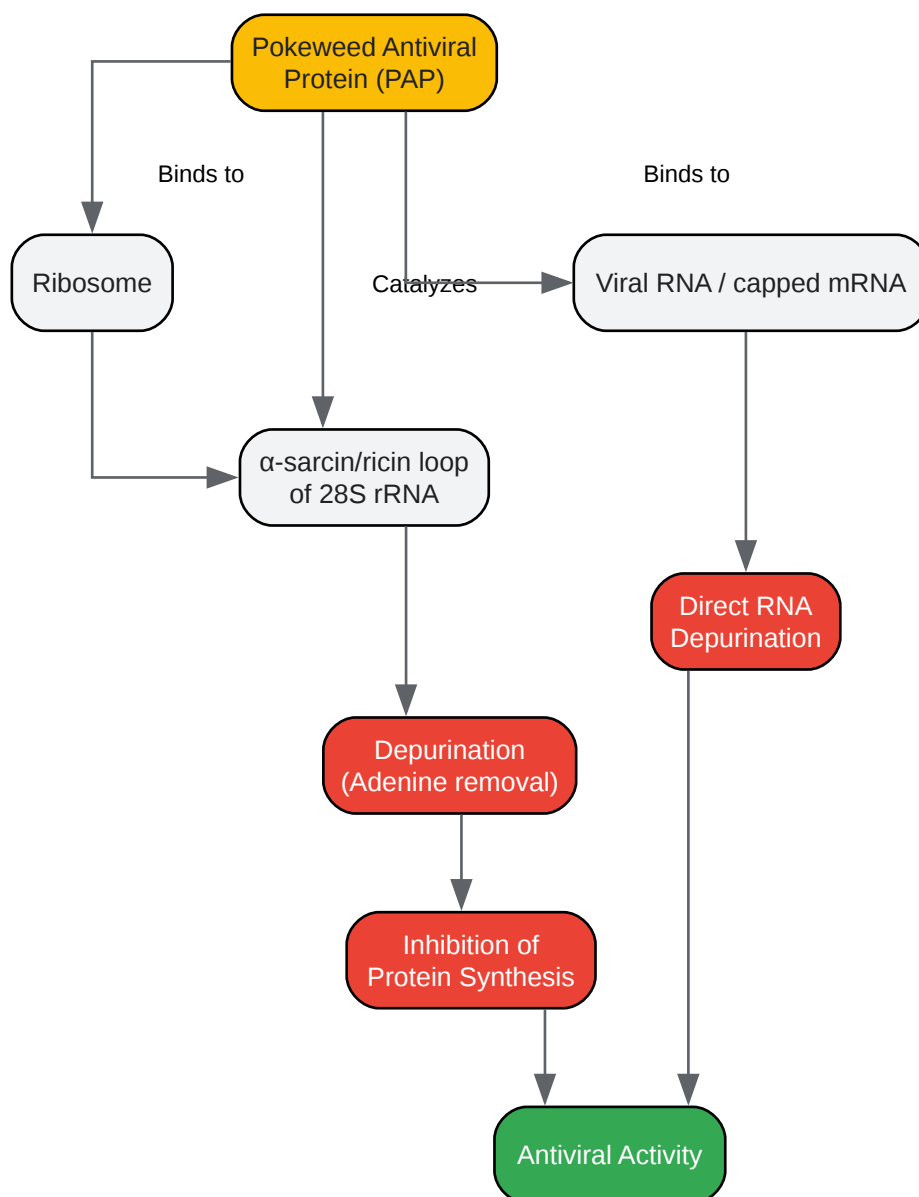 Pokeweed Antiviral
Protein (PAP)
Binds to
Binds to
Ribosome
Catalyzes
Viral RNA / capped mRNA
α-sarcin/ricin loop
of 28S rRNA
Direct RNA
Depurination
Depurination
(Adenine removal)
Inhibition of
Protein Synthesis
Antiviral Activity